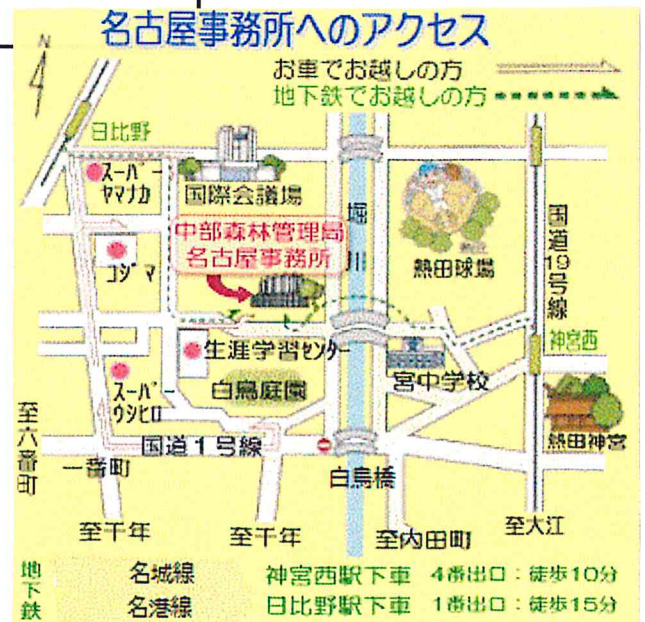 名古屋事務所へのアクセス
N
お車でお越しの方
地下鉄でお越しの方
日比野
スーパー
ヤマナカ
国際会議場
堀川
熱田球場
国道19号線
中部森林管理局
名古屋事務所
コジマ
生涯学習センター
神宮西
宮中学校
スーパー
ウシヒロ
白鳥庭園
熱田神宮
至六番町
国道1号線
一番町
白鳥橋
至千年
至千年
至内田町
至大江
地下鉄
名城線 神宮西駅下車 4番出口:徒歩10分
名港線 日比野駅下車 1番出口:徒歩15分